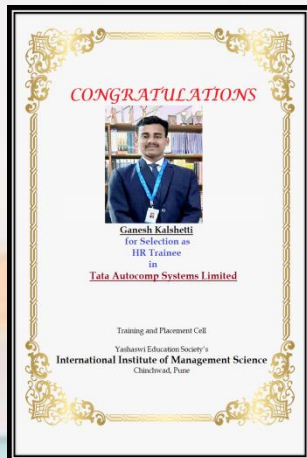 CONGRATULATIONS
Ganesh Kalshetti
for Selection as
HR Trainee
in
Tata Autocomp Systems Limited
Training and Placement Cell
Yashaswi Education Society's
International Institute of Management Science
Chinchwad, Pune